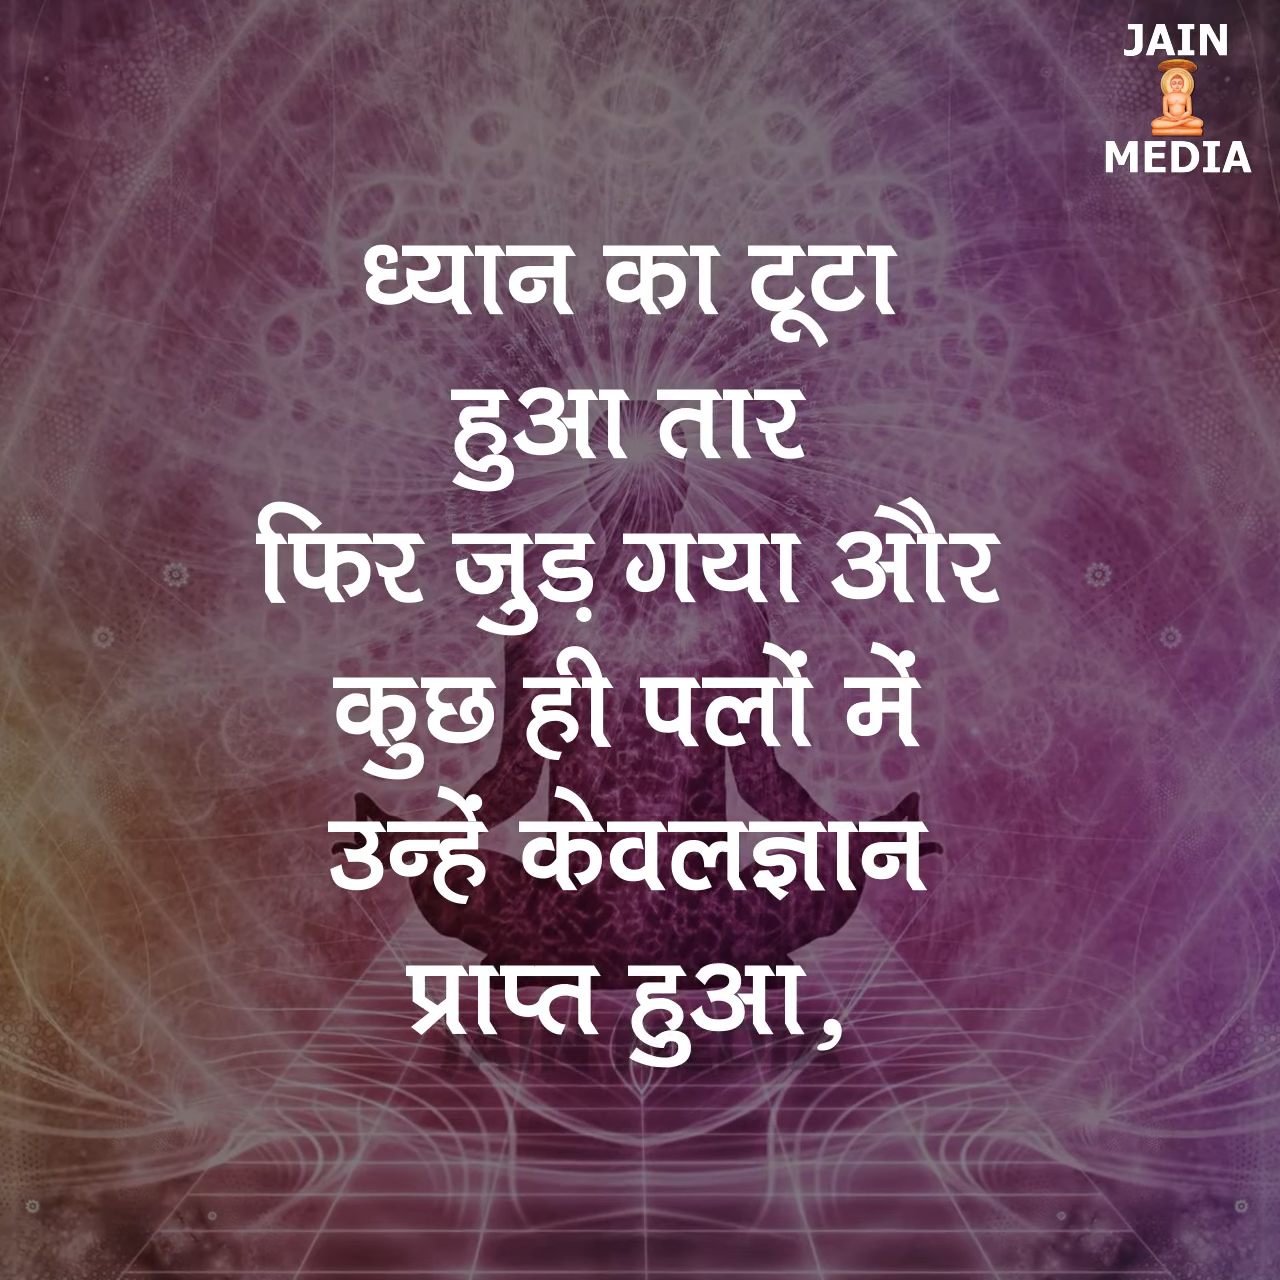 JAIN
MEDIA
ध्यान का टूटा
हुआ तार
फिर जुड़ गया और
कुछ ही पलों में
उन्हें केवलज्ञान
प्राप्त हुआ,